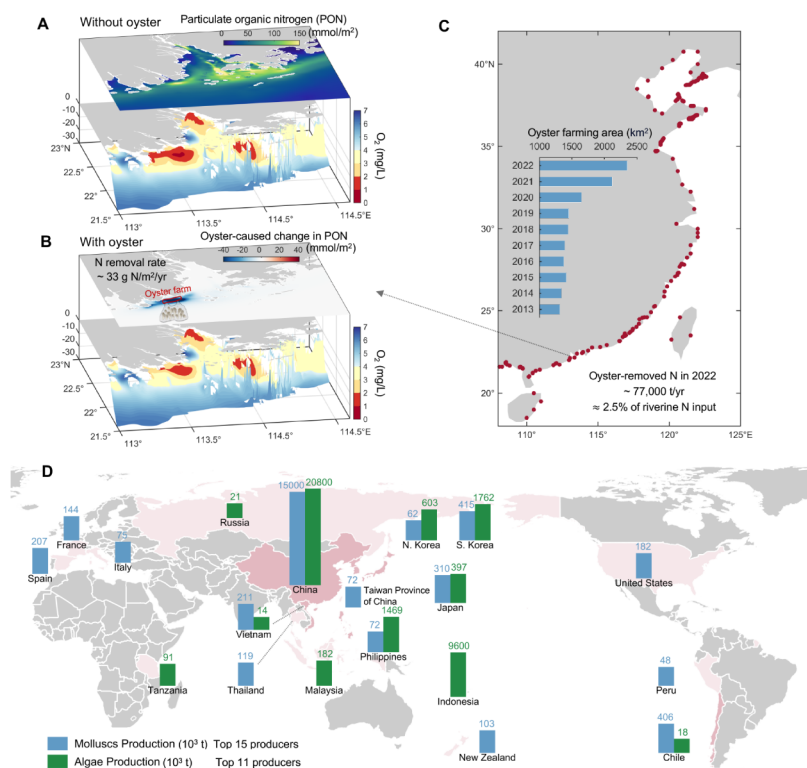 A
Without oyster
Particulate organic nitrogen (PON)
0 50 100 150 (mmol/m²)
0
-10
-20
-30
23°N
22.5°
22°
21.5°
113°
113.5°
114°
114.5°E
7
6
5
4
3
2
1
0
O₂ (mg/L)
B
With oyster
Oyster-caused change in PON
-40 -20 0 20 40 (mmol/m²)
N removal rate
~ 33 g N/m²/yr
Oyster farm
0
-10
-20
-30
23°N
22.5°
22°
21.5°
113°
113.5°
114°
114.5°E
7
6
5
4
3
2
1
0
O₂ (mg/L)
C
40°N
35°
30°
25°
20°
110°
115°
120°
125°E
Oyster farming area (km²)
1000 1500 2000 2500
2022
2021
2020
2019
2018
2017
2016
2015
2014
2013
Oyster-removed N in 2022
~ 77,000 t/yr
≈ 2.5% of riverine N input
D
207
Spain
144
France
75
Italy
21
Russia
15000 20800
China
62 603
N. Korea
415 1762
S. Korea
310 397
Japan
72
Taiwan Province
of China
211 14
Vietnam
119
Thailand
182
Malaysia
72 1469
Philippines
9600
Indonesia
91
Tanzania
103
New Zealand
182
United States
48
Peru
406 18
Chile
Molluscs Production (10³ t) Top 15 producers
Algae Production (10³ t) Top 11 producers